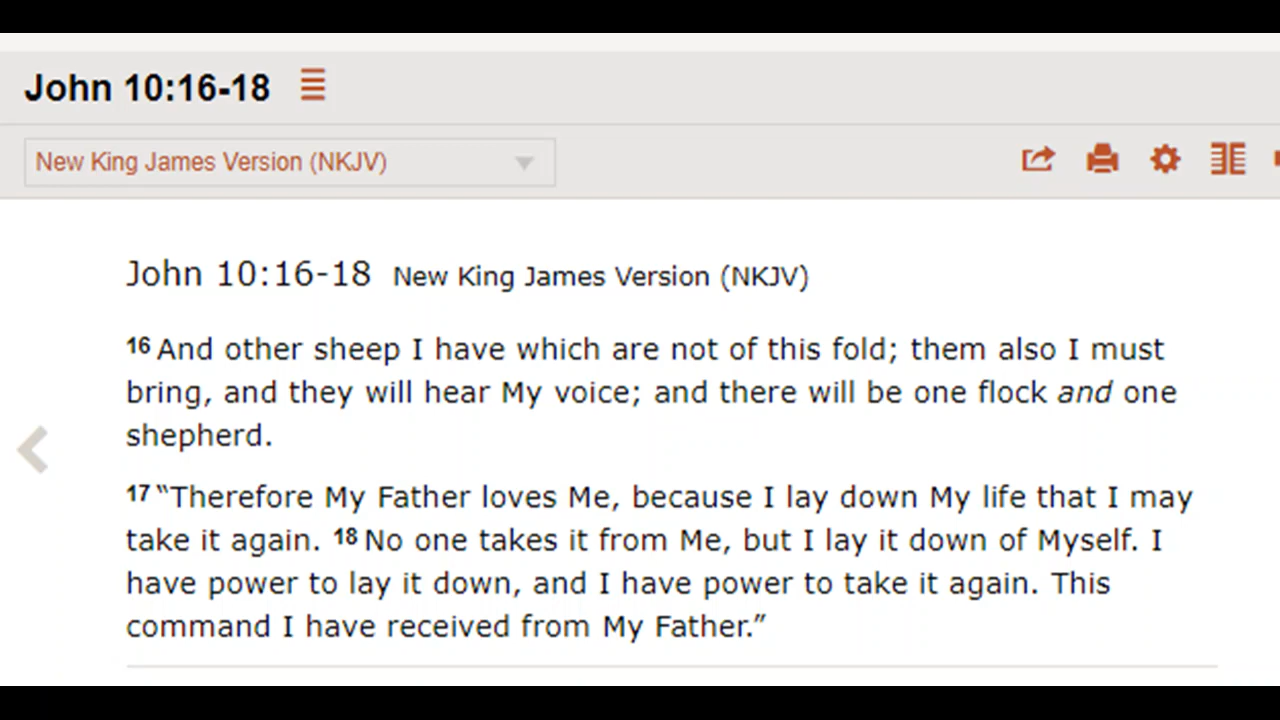 John 10:16-18
New King James Version (NKJV)
John 10:16-18 New King James Version (NKJV)
16 And other sheep I have which are not of this fold; them also I must
bring, and they will hear My voice; and there will be one flock and one
shepherd.
17 “Therefore My Father loves Me, because I lay down My life that I may
take it again. 18 No one takes it from Me, but I lay it down of Myself. I
have power to lay it down, and I have power to take it again. This
command I have received from My Father.”